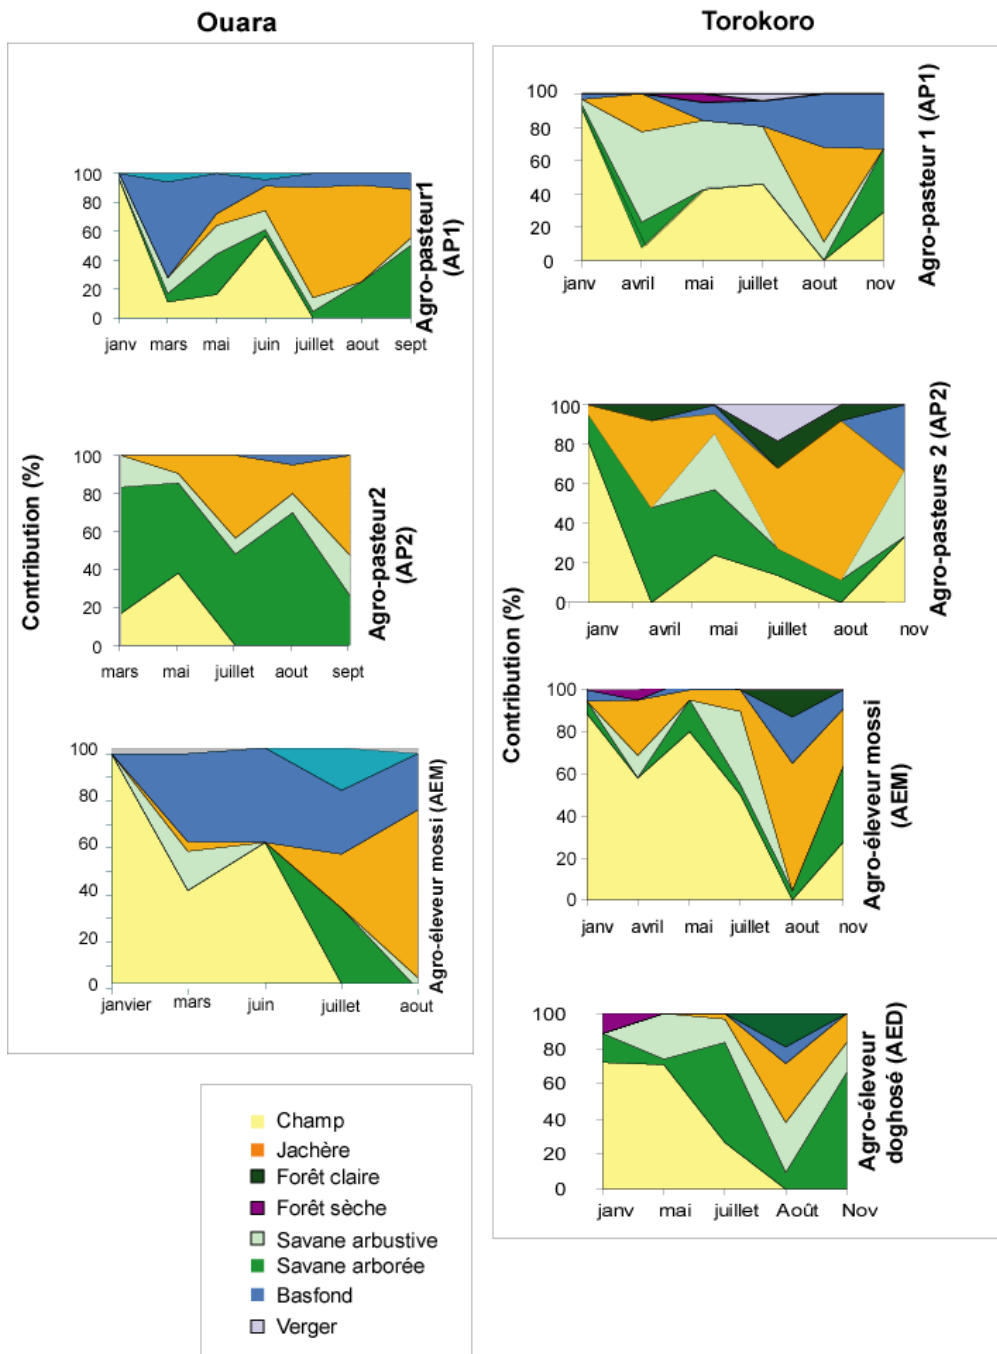 Ouara
Torokoro
Contribution (%)
100
80
60
40
20
0
janv mars mai juin juillet aout sept
Agro-pasteur1
(AP1)
100
80
60
40
20
0
mars mai juillet aout sept
Agro-pasteur2
(AP2)
100
80
60
40
20
0
janvier mars juin juillet aout
Agro-éleveur mossi (AEM)
Contribution (%)
100
80
60
40
20
0
janv avril mai juillet aout nov
Agro-pasteur 1 (AP1)
100
80
60
40
20
0
janv avril mai juillet aout nov
Agro-pasteurs 2 (AP2)
100
80
60
40
20
0
janv avril mai juillet aout nov
Agro-éleveur mossi
(AEM)
100
80
60
40
20
0
janv mai juillet Août Nov
Agro-éleveur
doghosé (AED)
Champ
Jachère
Forêt claire
Forêt sèche
Savane arbustive
Savane arborée
Basfond
Verger